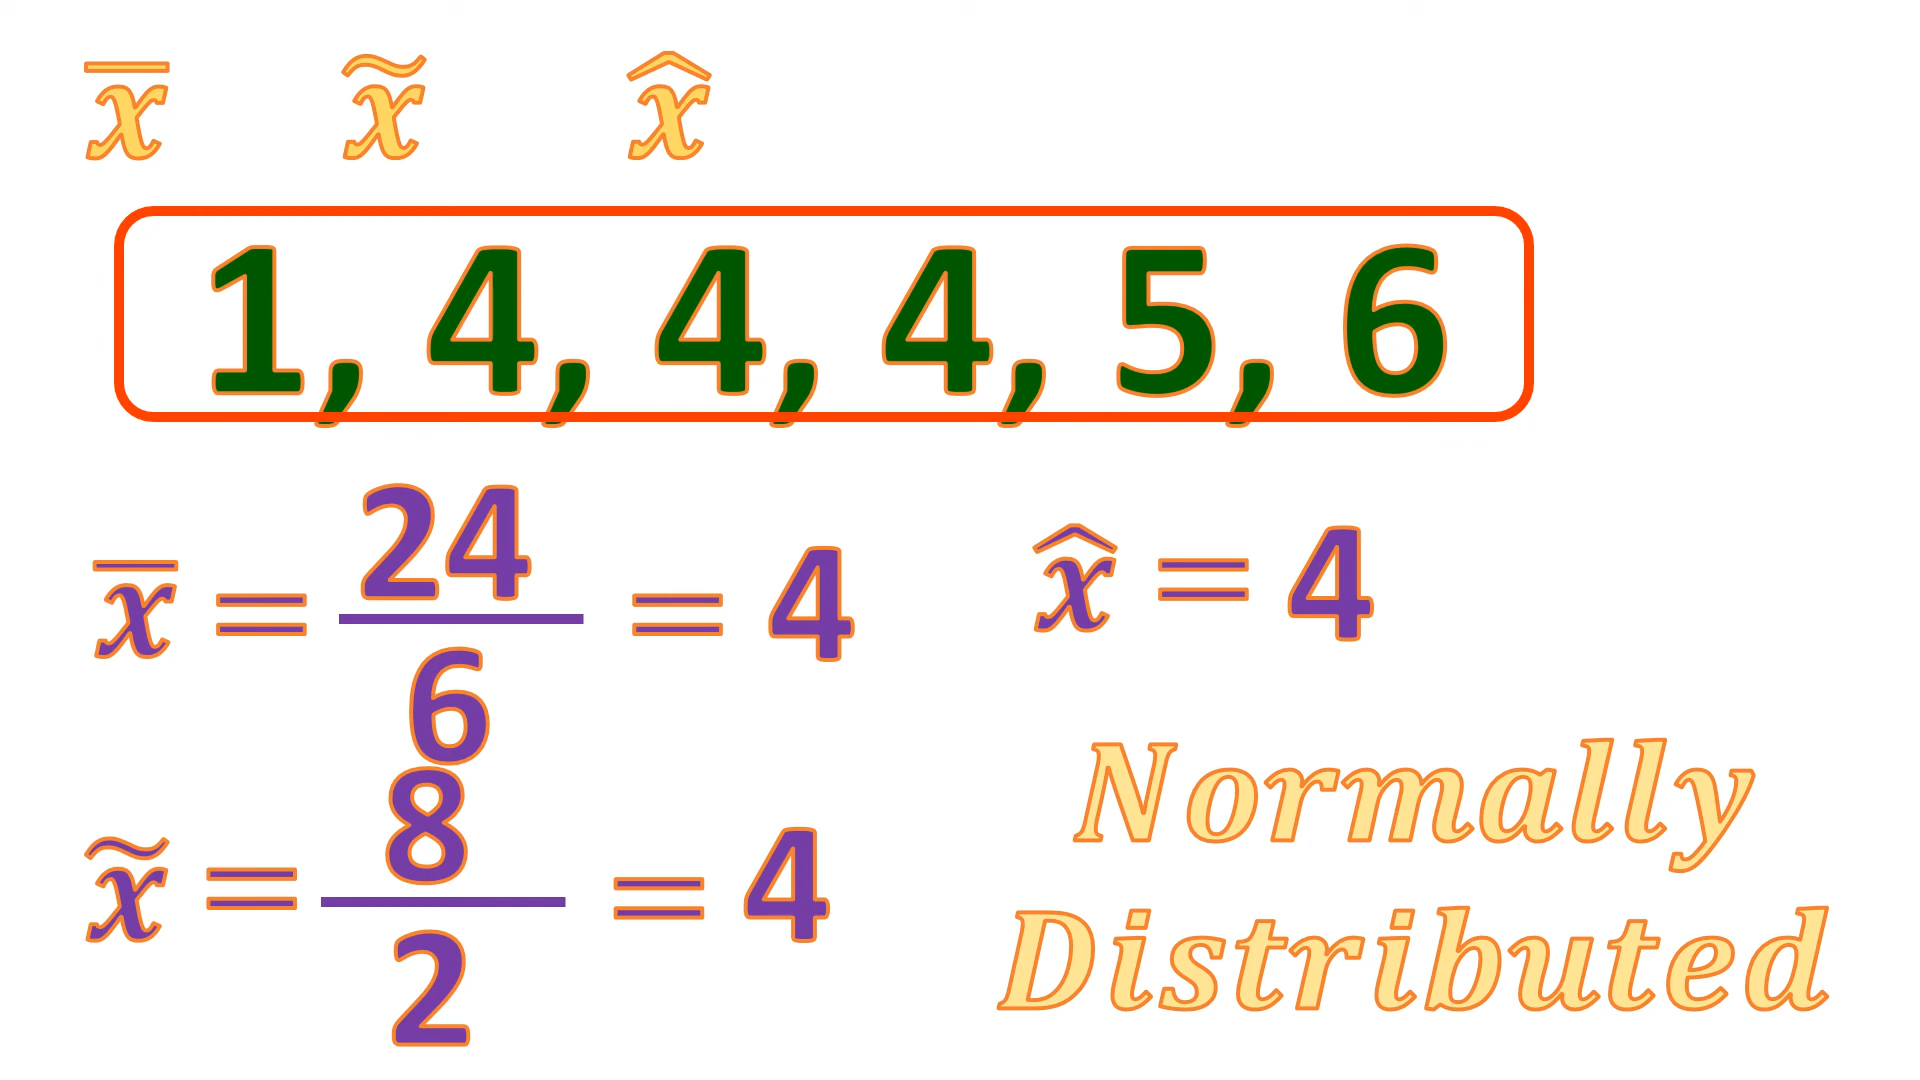 x̅ x̃ x̂
1, 4, 4, 4, 5, 6
x̅ = 24/6 = 4
x̂ = 4
x̃ = 8/2 = 4
Normally
Distributed